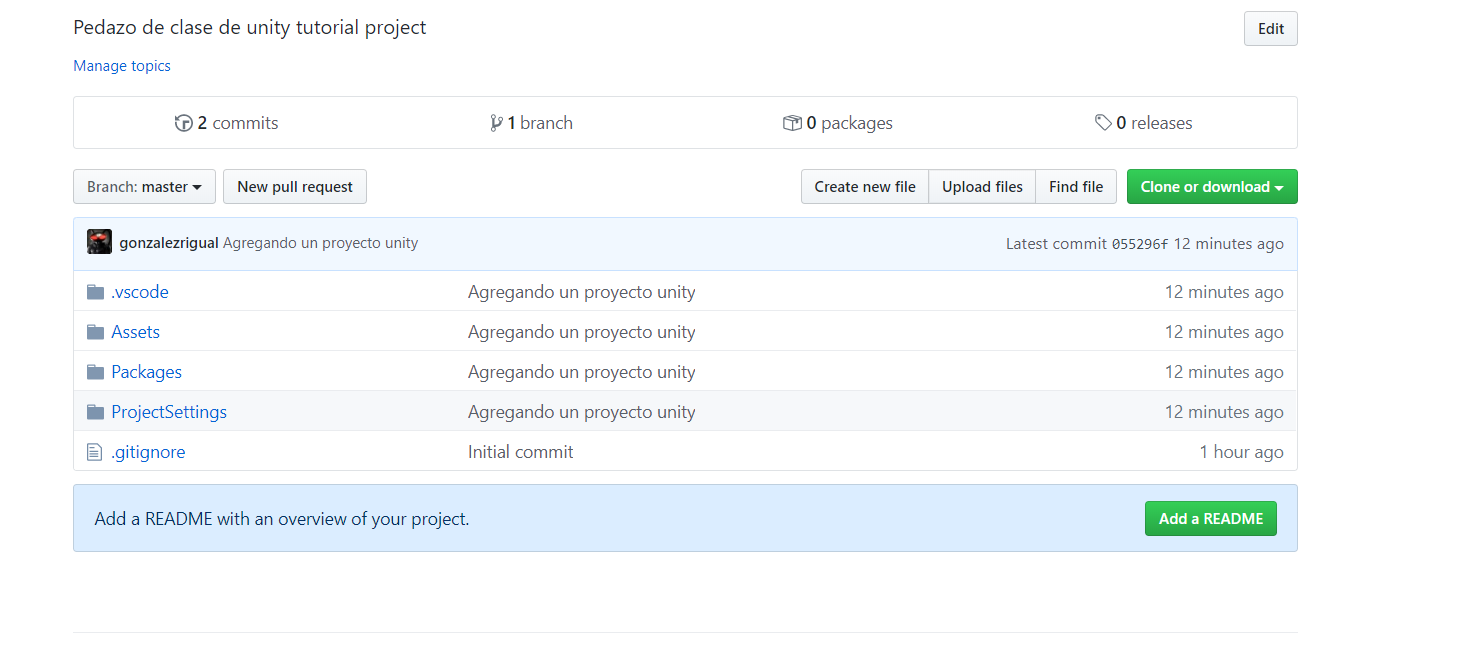 Pedazo de clase de unity tutorial project
Edit
Manage topics
2 commits
1 branch
0 packages
0 releases
Branch: master
New pull request
Create new file
Upload files
Find file
Clone or download
gonzalezrigual Agregando un proyecto unity
Latest commit 055296f 12 minutes ago
.vscode
Agregando un proyecto unity
12 minutes ago
Assets
Agregando un proyecto unity
12 minutes ago
Packages
Agregando un proyecto unity
12 minutes ago
ProjectSettings
Agregando un proyecto unity
12 minutes ago
.gitignore
Initial commit
1 hour ago
Add a README with an overview of your project.
Add a README